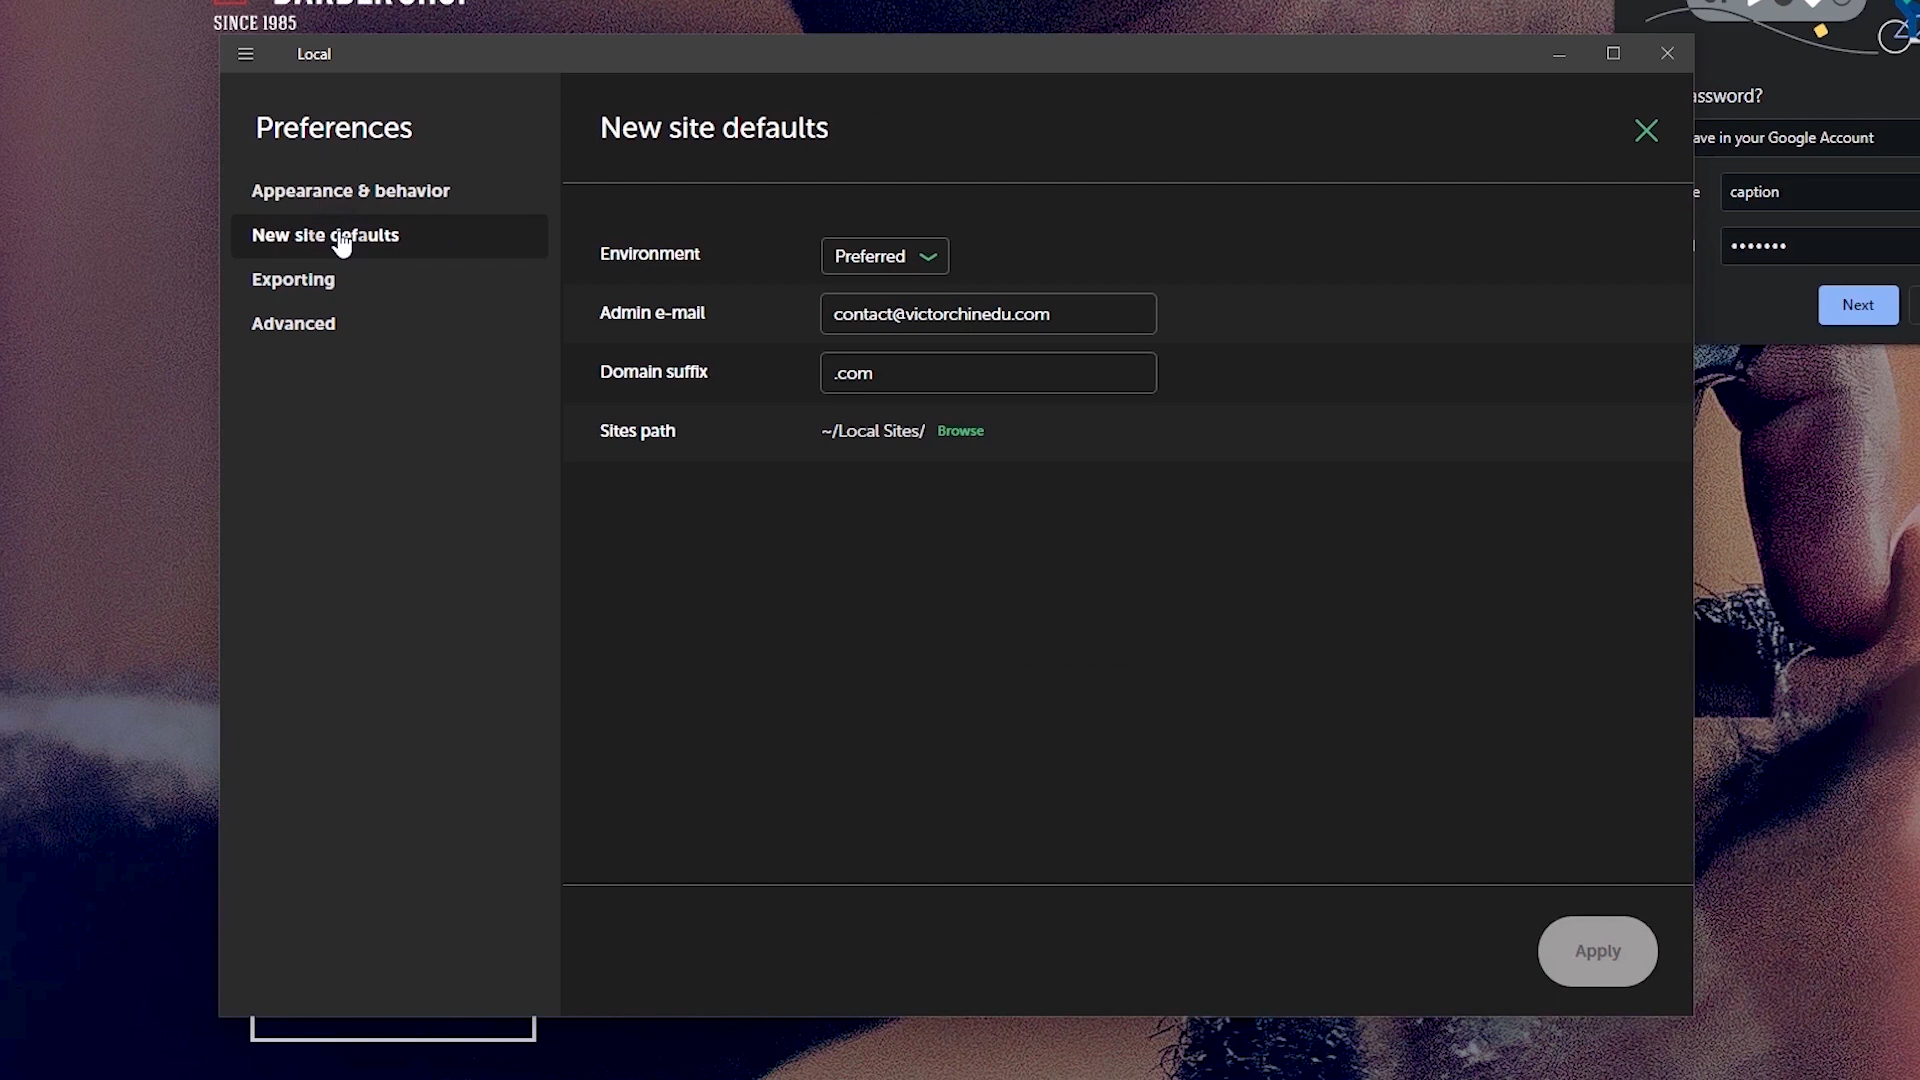 SINCE 1985
Local
Preferences
Appearance & behavior
New site defaults
Exporting
Advanced
New site defaults
Environment
Preferred
Admin e-mail
contact@victorchinedu.com
Domain suffix
.com
Sites path
~/Local Sites/
Browse
Apply
ave in your Google Account
caption
Next